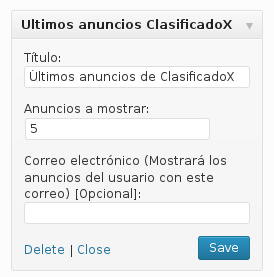 Ultimos anuncios ClasificadoX
Título:
Últimos anuncios de ClasificadoX
Anuncios a mostrar:
5
Correo electrónico (Mostrará los
anuncios del usuario con este
correo) [Opcional]:
Delete | Close
Save